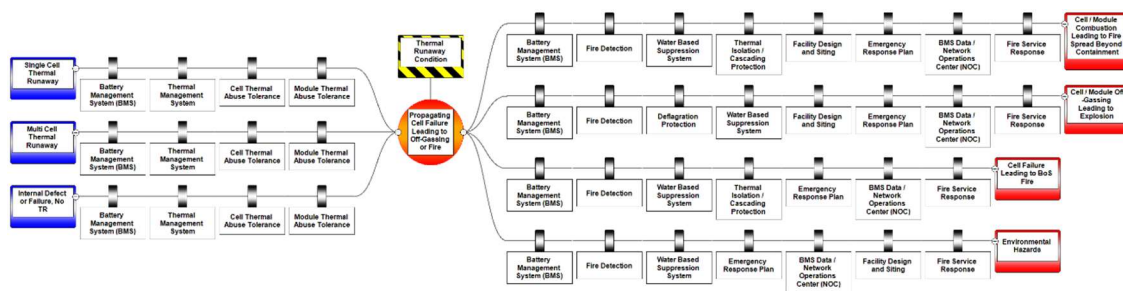 Thermal
Runaway
Condition
Propagating
Cell Failure
Leading to
Off-Gassing
or Fire
Single Cell
Thermal
Runaway
Battery
Management
System (BMS)
Thermal
Management
System
Cell Thermal
Abuse Tolerance
Module Thermal
Abuse Tolerance
Multi Cell
Thermal
Runaway
Battery
Management
System (BMS)
Thermal
Management
System
Cell Thermal
Abuse Tolerance
Module Thermal
Abuse Tolerance
Internal Defect
or Failure, No
TR
Battery
Management
System (BMS)
Thermal
Management
System
Cell Thermal
Abuse Tolerance
Module Thermal
Abuse Tolerance
Battery
Management
System (BMS)
Fire Detection
Water Based
Suppression
System
Thermal
Isolation /
Cascading
Protection
Facility Design
and Siting
Emergency
Response Plan
BMS Data /
Network
Operations
Center (NOC)
Fire Service
Response
Cell / Module
Combustion
Leading to Fire
Spread Beyond
Containment
Battery
Management
System (BMS)
Fire Detection
Deflagration
Protection
Water Based
Suppression
System
Facility Design
and Siting
Emergency
Response Plan
BMS Data /
Network
Operations
Center (NOC)
Fire Service
Response
Cell / Module Off
-Gassing Leading
to Explosion
Battery
Management
System (BMS)
Fire Detection
Water Based
Suppression
System
Thermal
Isolation /
Cascading
Protection
Emergency
Response Plan
BMS Data /
Network
Operations
Center (NOC)
Fire Service
Response
Cell Failure
Leading to BoS
Fire
Battery
Management
System (BMS)
Fire Detection
Water Based
Suppression
System
Emergency
Response Plan
BMS Data /
Network
Operations
Center (NOC)
Facility Design
and Siting
Fire Service
Response
Environmental
Hazards